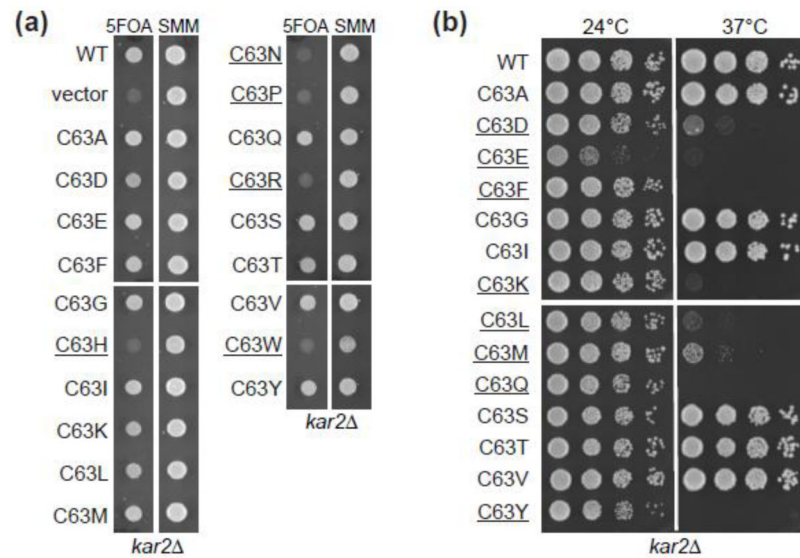 (a)
5FOA SMM
WT
vector
C63A
C63D
C63E
C63F
C63G
C63H
C63I
C63K
C63L
C63M
kar2Δ
5FOA SMM
C63N
C63P
C63Q
C63R
C63S
C63T
C63V
C63W
C63Y
kar2Δ
(b)
24°C 37°C
WT
C63A
C63D
C63E
C63F
C63G
C63I
C63K
C63L
C63M
C63Q
C63S
C63T
C63V
C63Y
kar2Δ